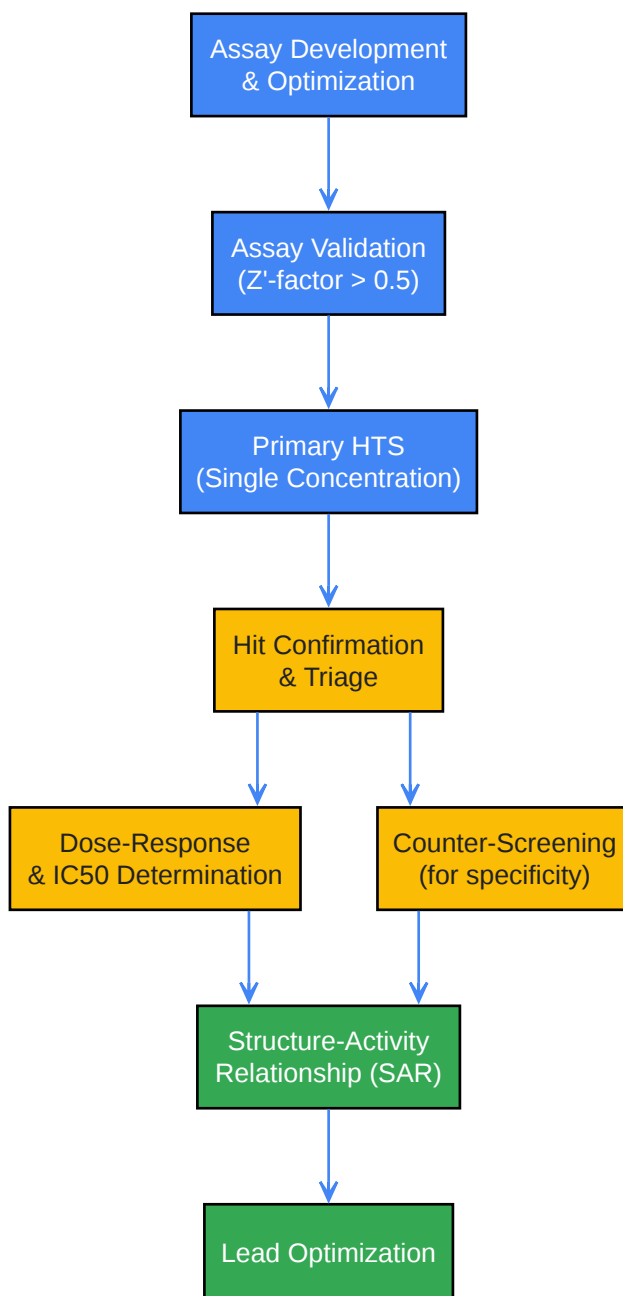 Assay Development
& Optimization
Assay Validation
(Z'-factor > 0.5)
Primary HTS
(Single Concentration)
Hit Confirmation
& Triage
Dose-Response
& IC50 Determination
Counter-Screening
(for specificity)
Structure-Activity
Relationship (SAR)
Lead Optimization